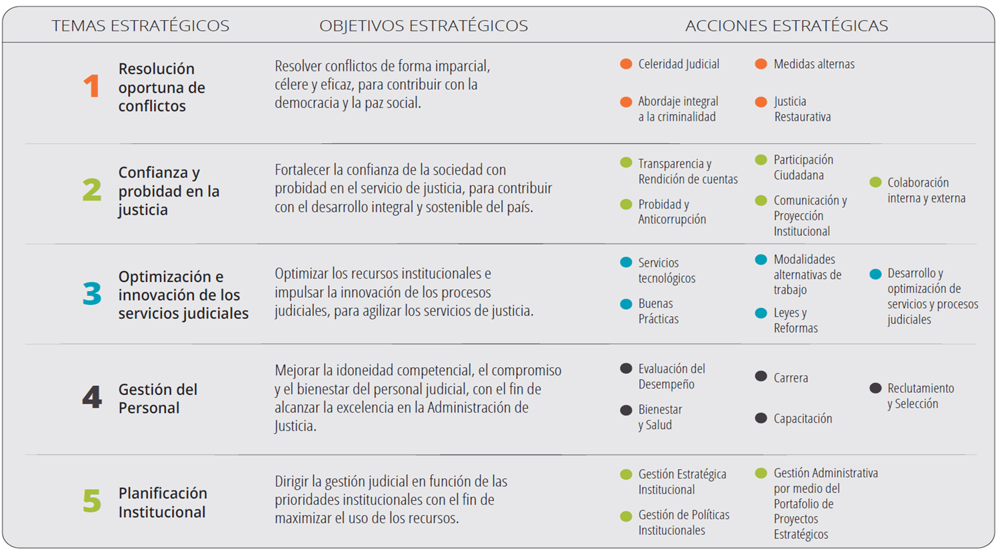 TEMAS ESTRATÉGICOS
OBJETIVOS ESTRATÉGICOS
ACCIONES ESTRATÉGICAS
1
Resolución
oportuna de
conflictos
Resolver conflictos de forma imparcial,
célere y eficaz, para contribuir con la
democracia y la paz social.
Celeridad Judicial
Abordaje integral
a la criminalidad
Medidas alternas
Justicia
Restaurativa
2
Confianza y
probidad en la
justicia
Fortalecer la confianza de la sociedad con
probidad en el servicio de justicia, para contribuir
con el desarrollo integral y sostenible del país.
Transparencia y
Rendición de cuentas
Probidad y
Anticorrupción
Participación
Ciudadana
Comunicación y
Proyección
Institucional
Colaboración
interna y externa
3
Optimización e
innovación de los
servicios judiciales
Optimizar los recursos institucionales e
impulsar la innovación de los procesos
judiciales, para agilizar los servicios de justicia.
Servicios
tecnológicos
Buenas
Prácticas
Modalidades
alternativas de
trabajo
Leyes y
Reformas
Desarrollo y
optimización de
servicios y procesos
judiciales
4
Gestión del
Personal
Mejorar la idoneidad competencial, el compromiso
y el bienestar del personal judicial, con el fin de
alcanzar la excelencia en la Administración de
Justicia.
Evaluación del
Desempeño
Bienestar
y Salud
Carrera
Capacitación
Reclutamiento
y Selección
5
Planificación
Institucional
Dirigir la gestión judicial en función de las
prioridades institucionales con el fin de
maximizar el uso de los recursos.
Gestión Estratégica
Institucional
Gestión de Políticas
Institucionales
Gestión Administrativa
por medio del
Portafolio de
Proyectos
Estratégicos